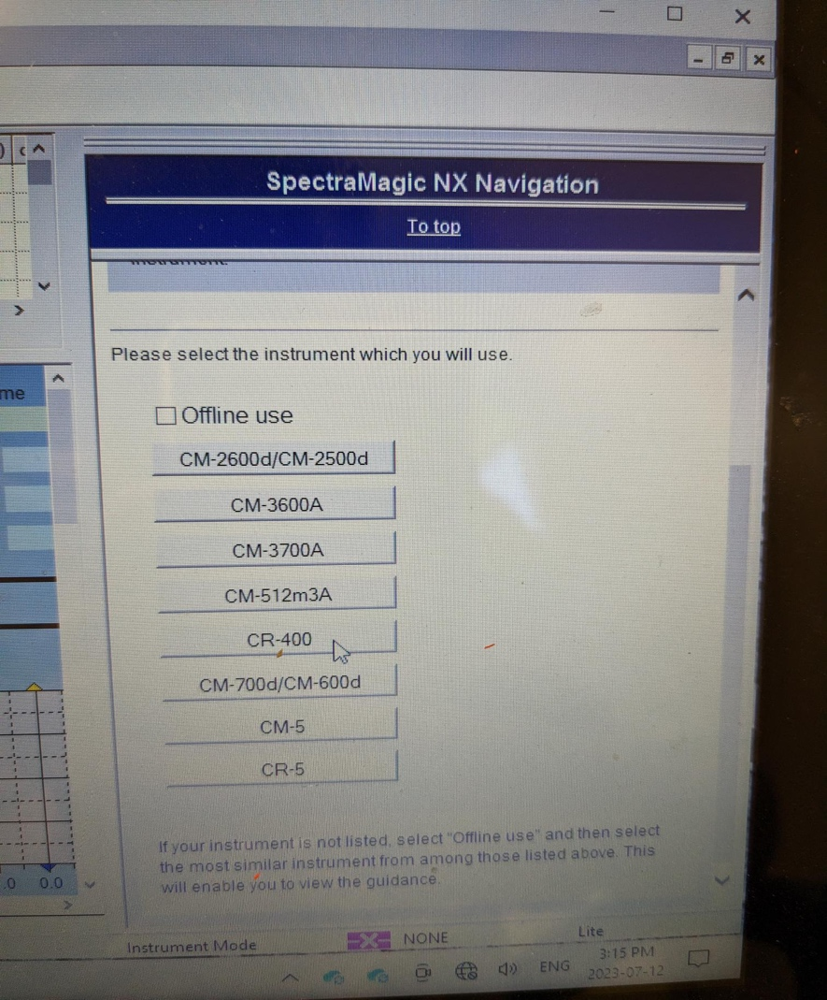 SpectraMagic NX Navigation
To top
instrument.
Please select the instrument which you will use.
me
Offline use
CM-2600d/CM-2500d
CM-3600A
CM-3700A
CM-512m3A
CR-400
CM-700d/CM-600d
CM-5
CR-5
If your instrument is not listed, select "Offline use" and then select
the most similar instrument from among those listed above. This
will enable you to view the guidance.
.0 0.0
Instrument Mode NONE Lite
ENG 3:15 PM
2023-07-12